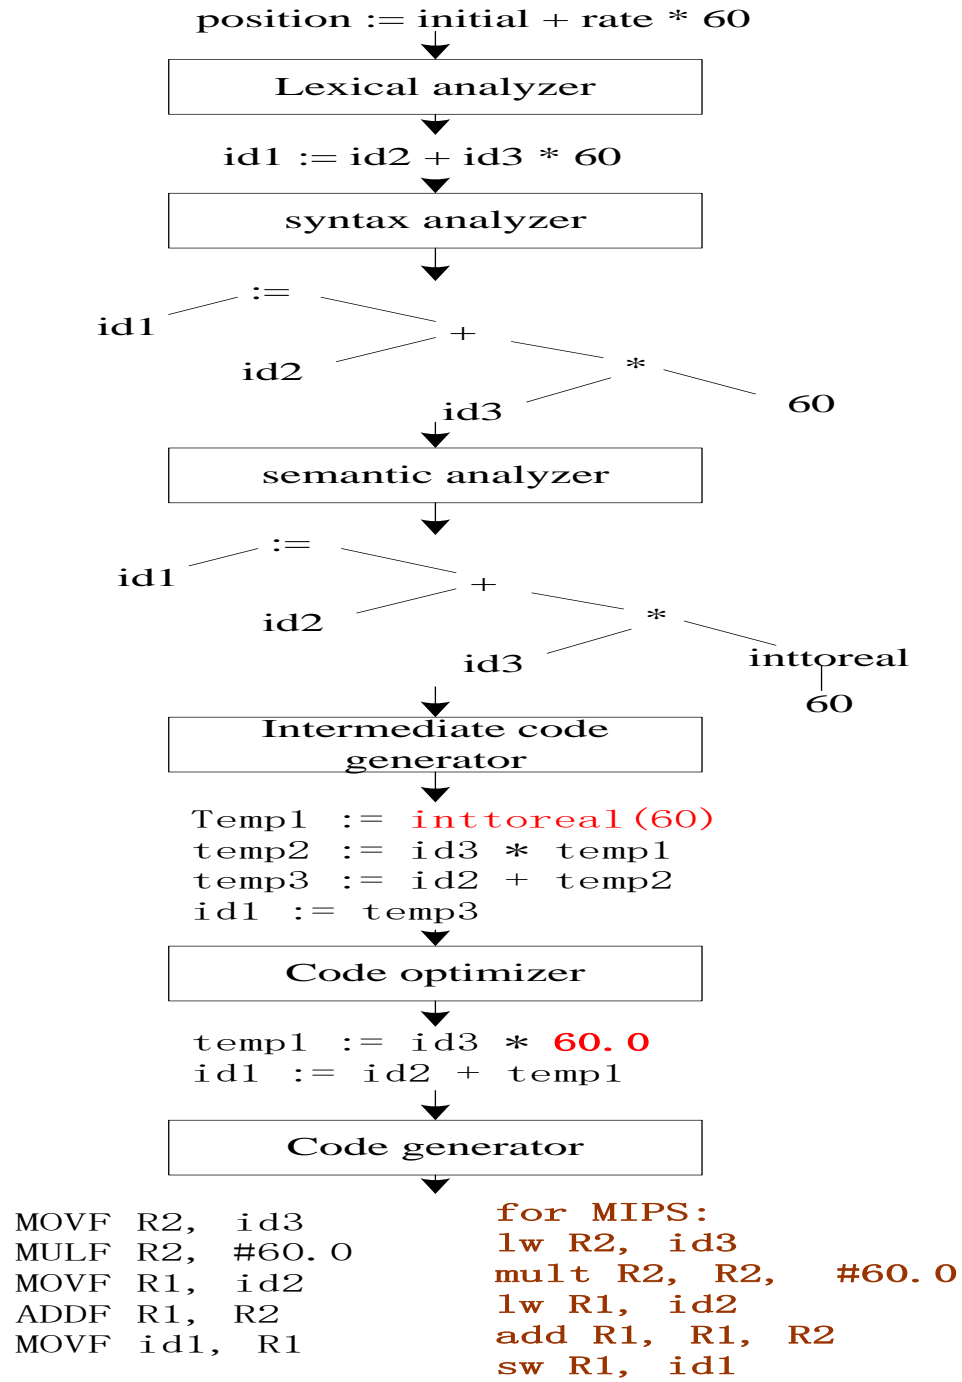 position := initial + rate * 60
Lexical analyzer
id1 := id2 + id3 * 60
syntax analyzer
:=
id1
+
id2
*
id3
60
semantic analyzer
:=
id1
+
id2
*
id3
inttoreal
60
Intermediate code
generator
Temp1 := inttoreal(60)
temp2 := id3 * temp1
temp3 := id2 + temp2
id1 := temp3
Code optimizer
temp1 := id3 * 60.0
id1 := id2 + temp1
Code generator
MOVF R2, id3
MULF R2, #60.0
MOVF R1, id2
ADDF R1, R2
MOVF id1, R1
for MIPS:
lw R2, id3
mult R2, R2, #60.0
lw R1, id2
add R1, R1, R2
sw R1, id1